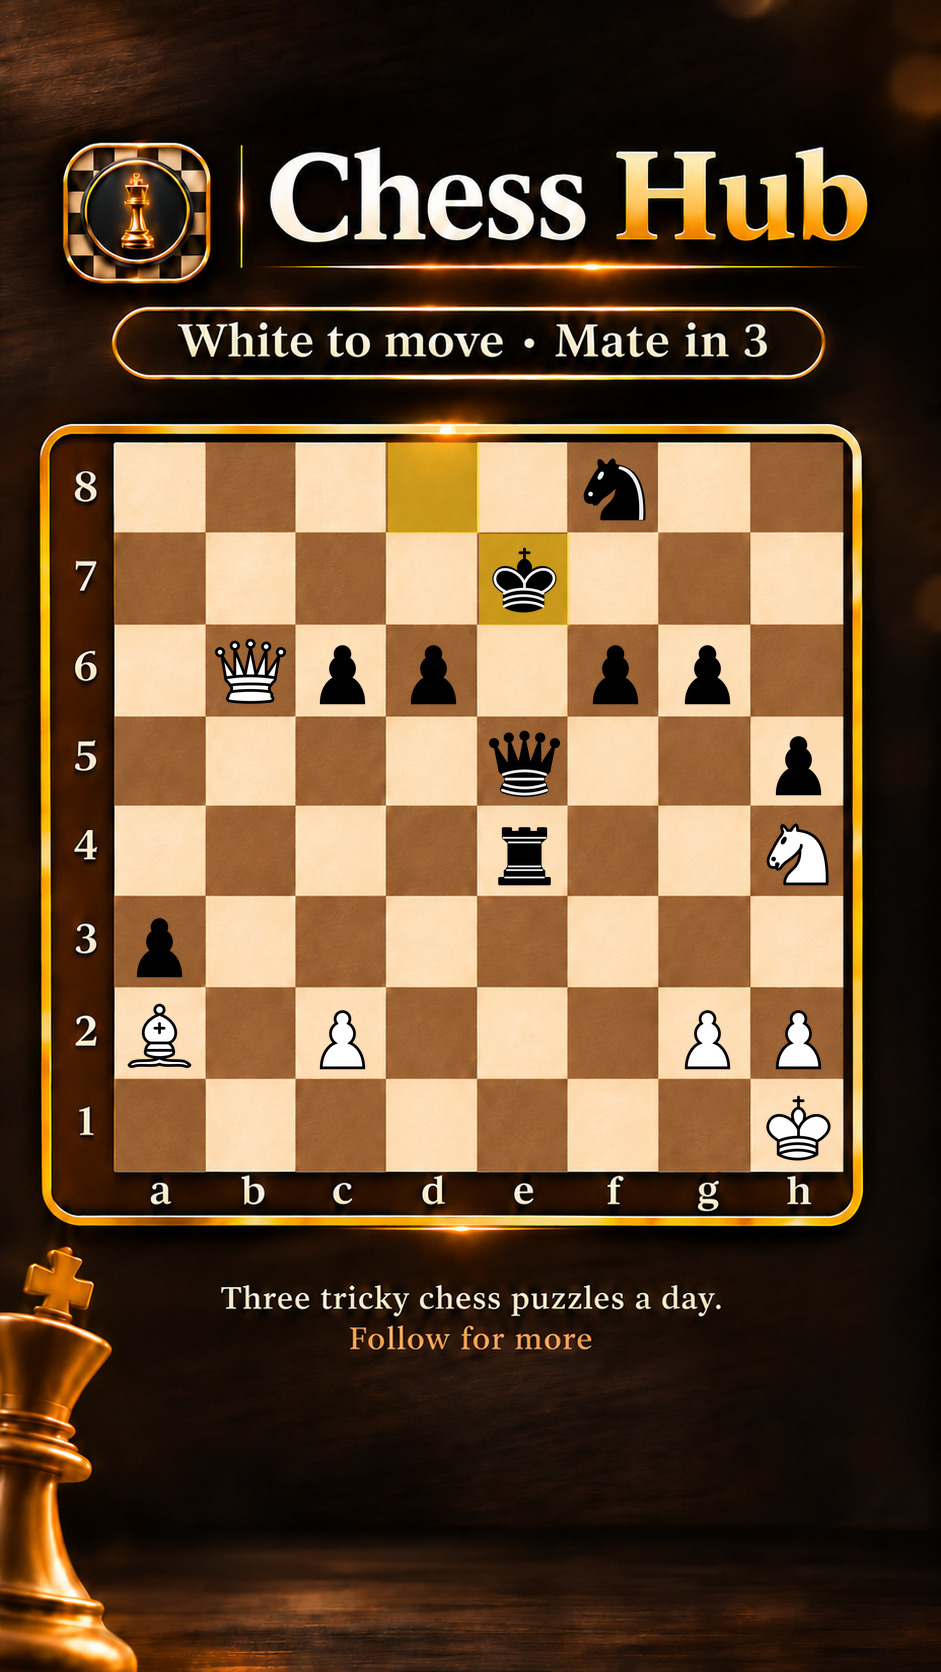 Chess Hub
White to move • Mate in 3
8
7
6
5
4
3
2
1
a b c d e f g h
Three tricky chess puzzles a day.
Follow for more